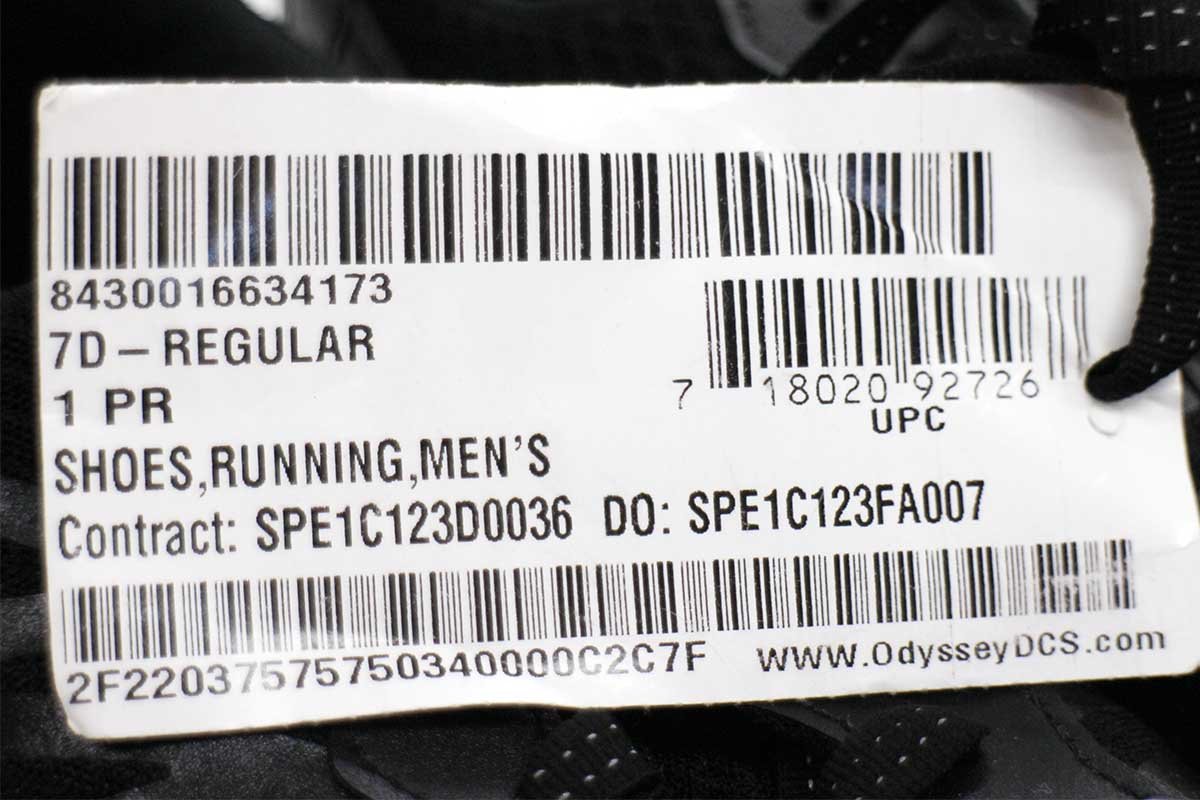 8430016634173
7D – REGULAR
1 PR
7 18020 92726
UPC
SHOES,RUNNING,MEN'S
Contract: SPE1C123D0036 DO: SPE1C123FA007
2F2203757575750340000C2C7F
www.OdysseyDCS.com